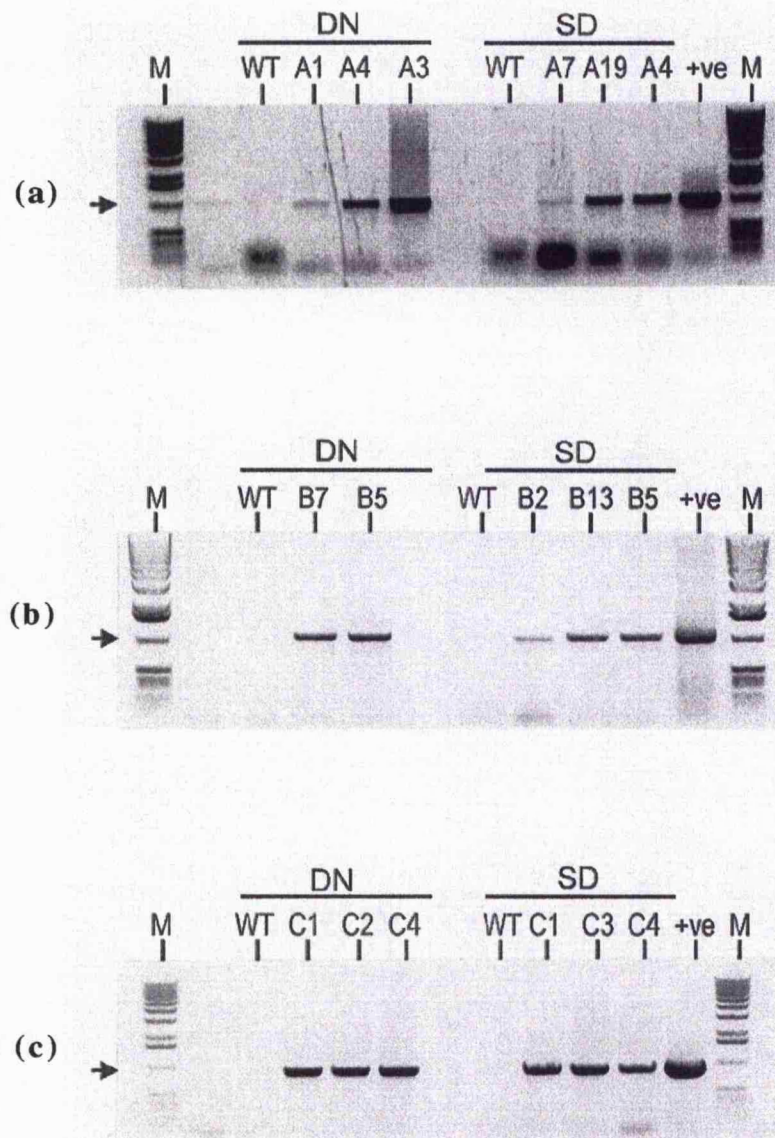 DN SD
M WT A1 A4 A3 WT A7 A19 A4 +ve M
(a)
DN SD
M WT B7 B5 WT B2 B13 B5 +ve M
(b)
DN SD
M WT C1 C2 C4 WT C1 C3 C4 +ve M
(c)